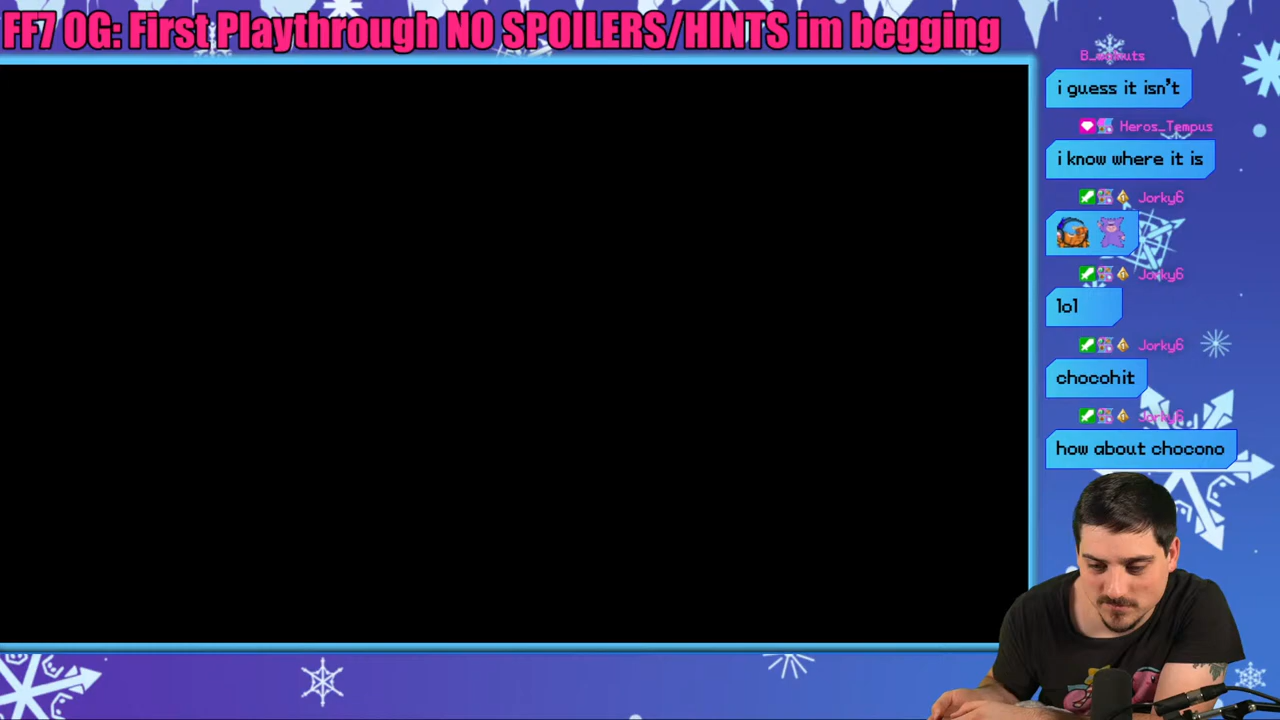 FF7 OG: First Playthrough NO SPOILERS/HINTS im begging
i guess it isn't
Heros_Tempus
i know where it is
Jorky6
Jorky6
lol
Jorky6
chocohit
Jorky6
how about chocono